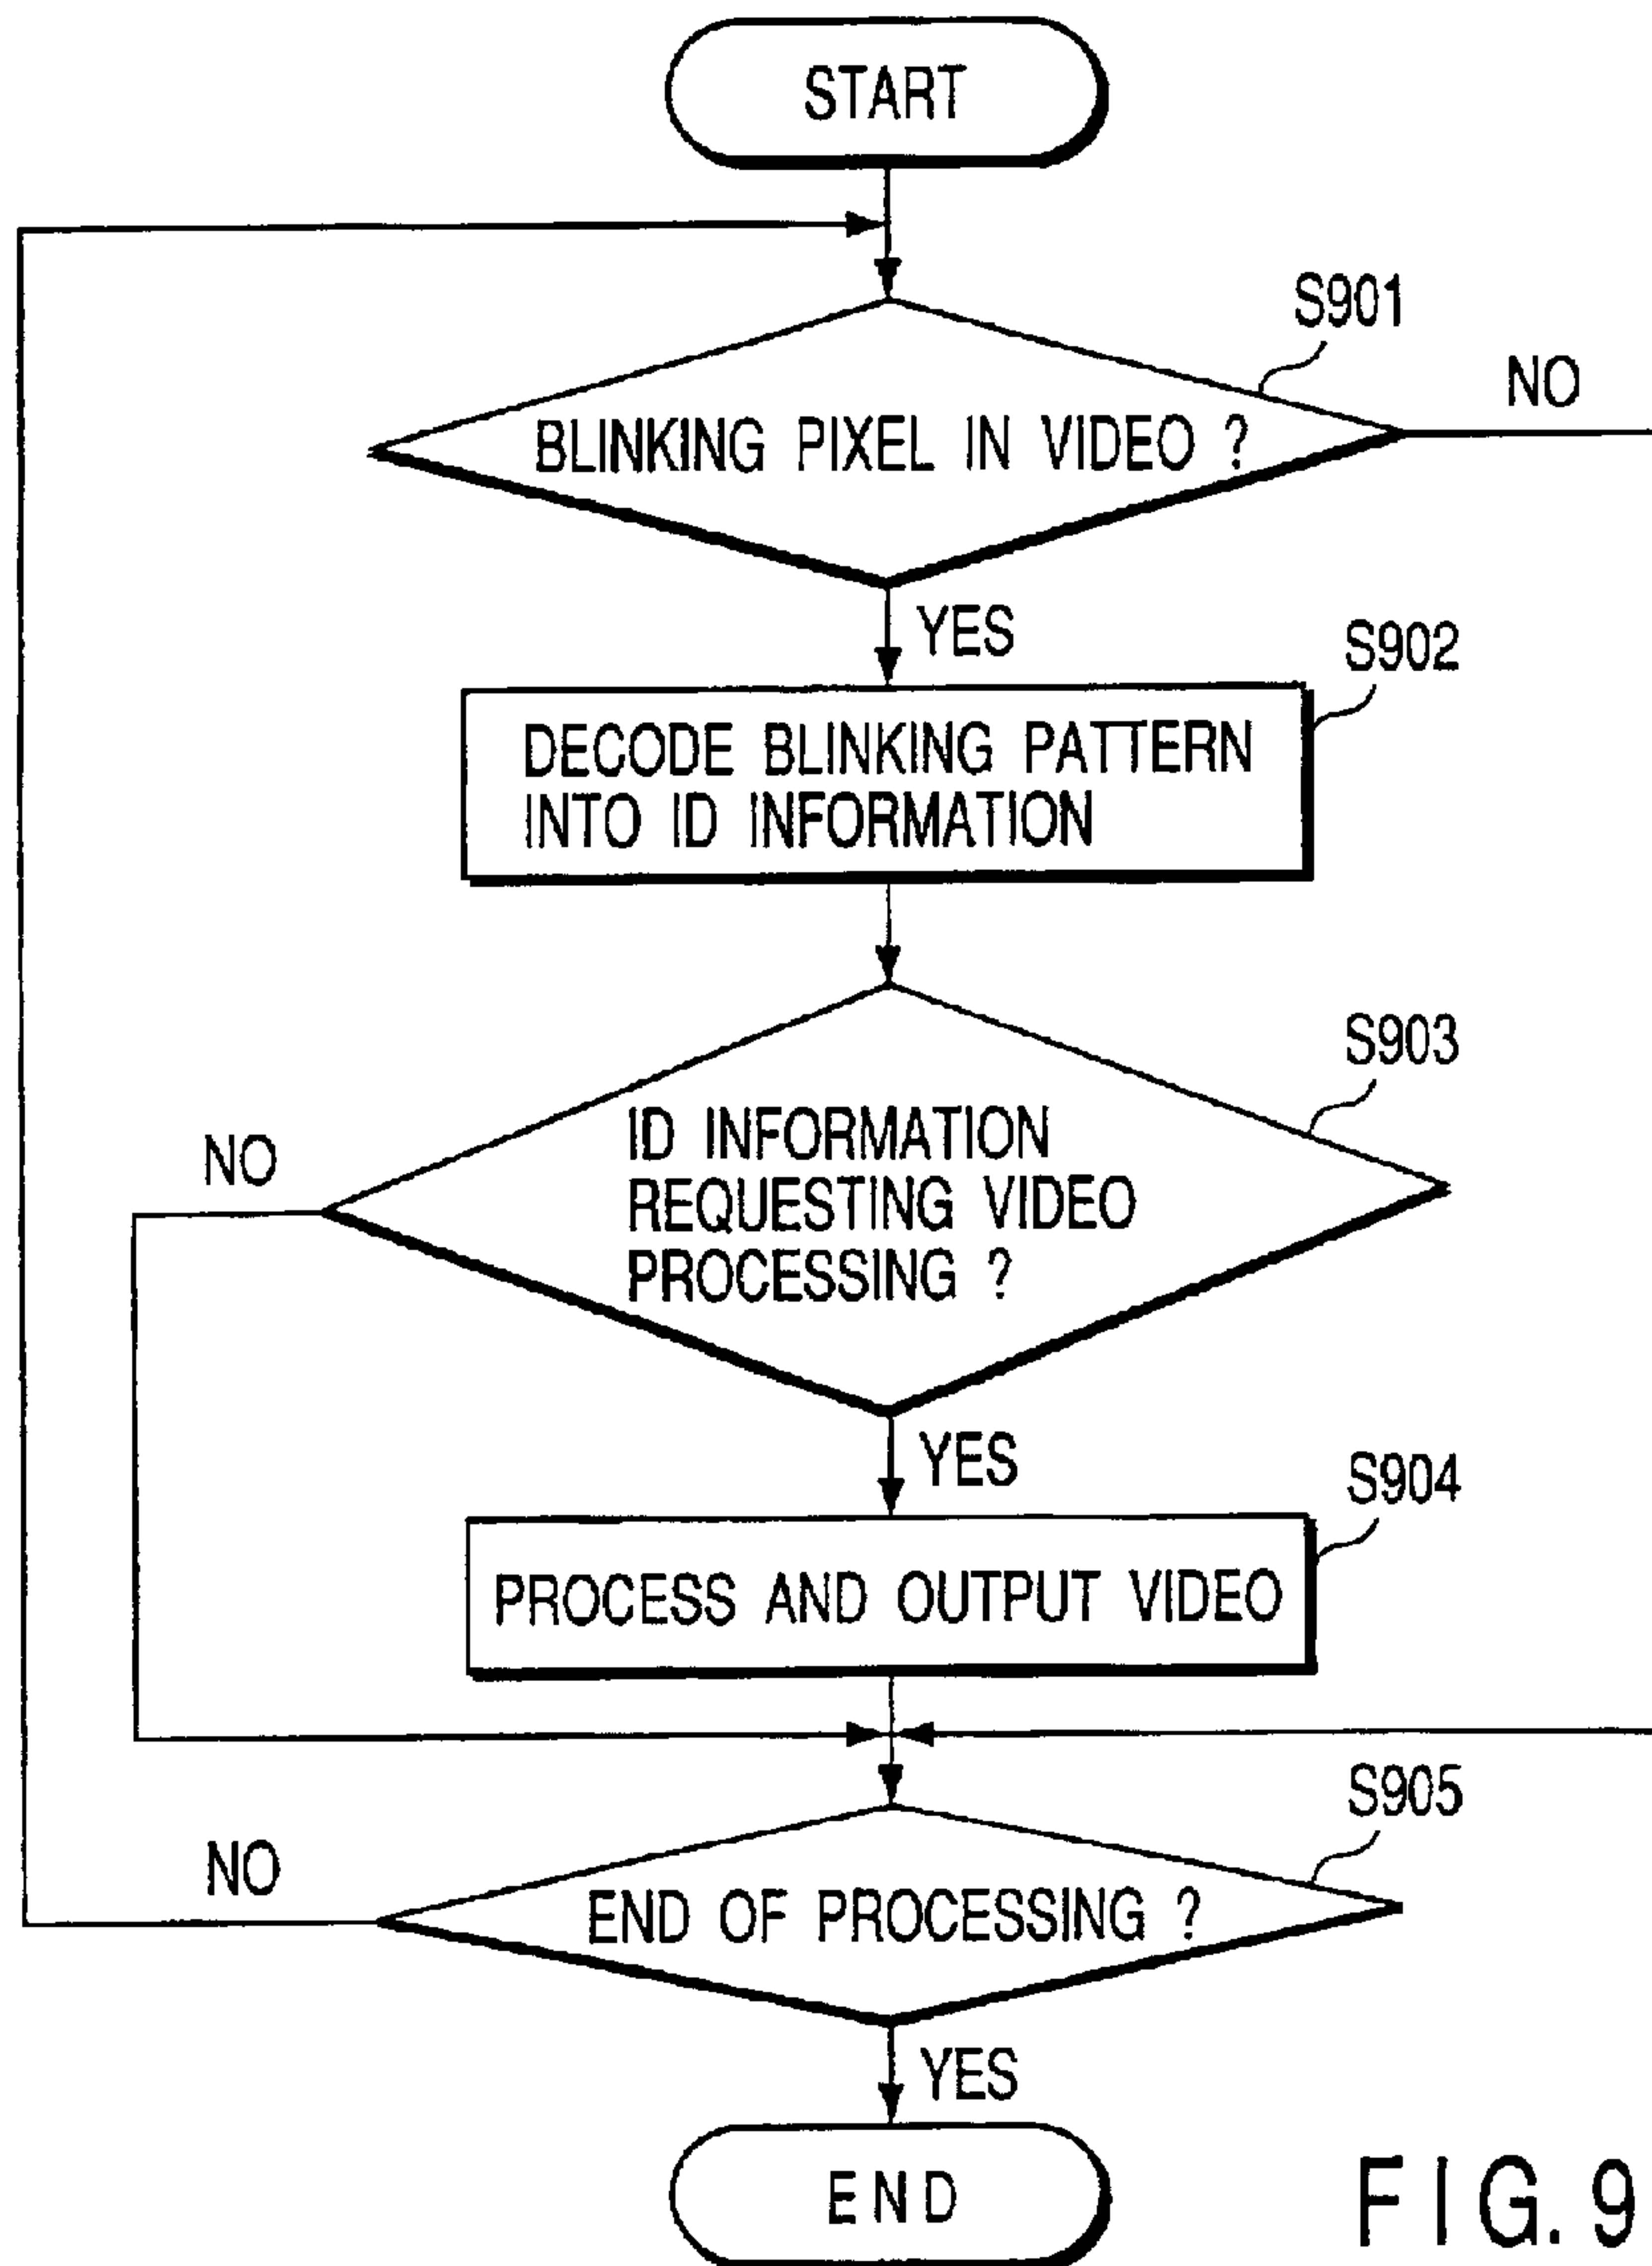 START
S901
NO
BLINKING PIXEL IN VIDEO ?
YES
S902
DECODE BLINKING PATTERN
INTO ID INFORMATION
S903
NO
ID INFORMATION
REQUESTING VIDEO
PROCESSING ?
YES
S904
PROCESS AND OUTPUT VIDEO
S905
NO
END OF PROCESSING ?
YES
END
FIG. 9